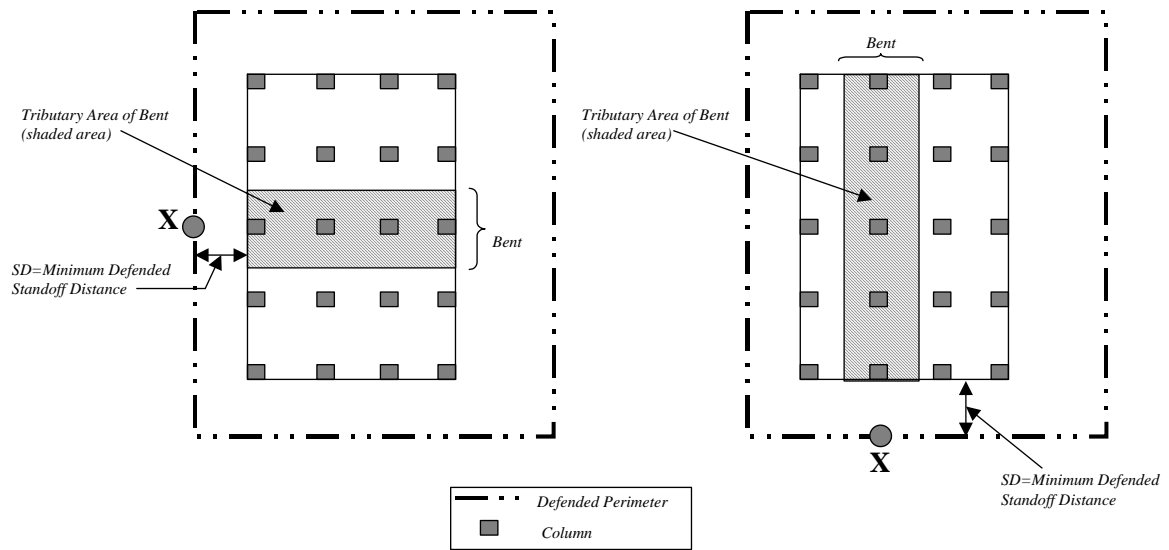 Tributary Area of Bent
(shaded area)
X
SD=Minimum Defended
Standoff Distance
Bent
Bent
Tributary Area of Bent
(shaded area)
X
SD=Minimum Defended
Standoff Distance
Defended Perimeter
Column